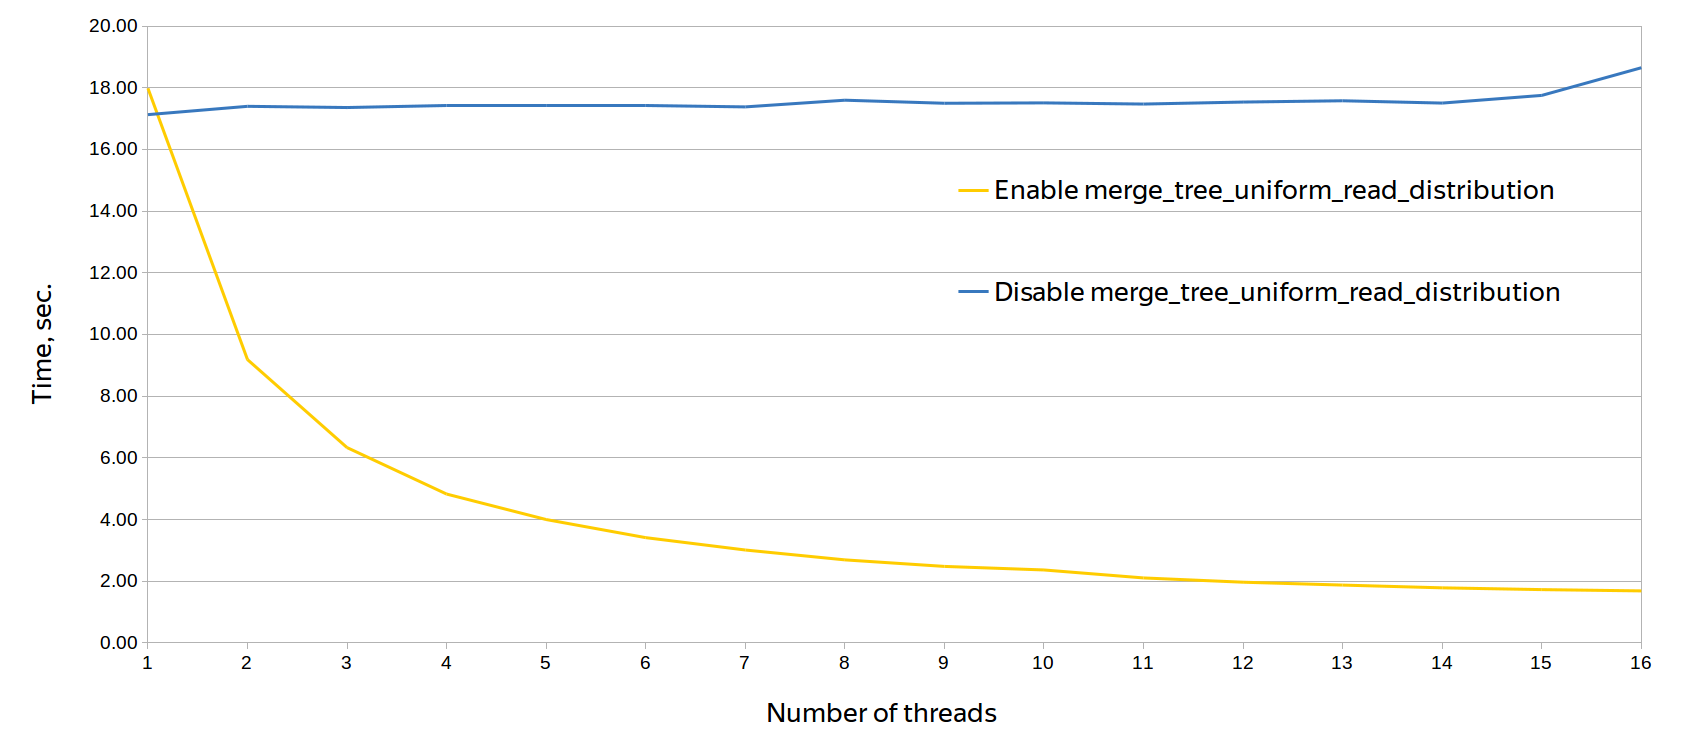 20.00
18.00
16.00
14.00
12.00
10.00
8.00
6.00
4.00
2.00
0.00
Time, sec.
Enable merge_tree_uniform_read_distribution
Disable merge_tree_uniform_read_distribution
1 2 3 4 5 6 7 8 9 10 11 12 13 14 15 16
Number of threads